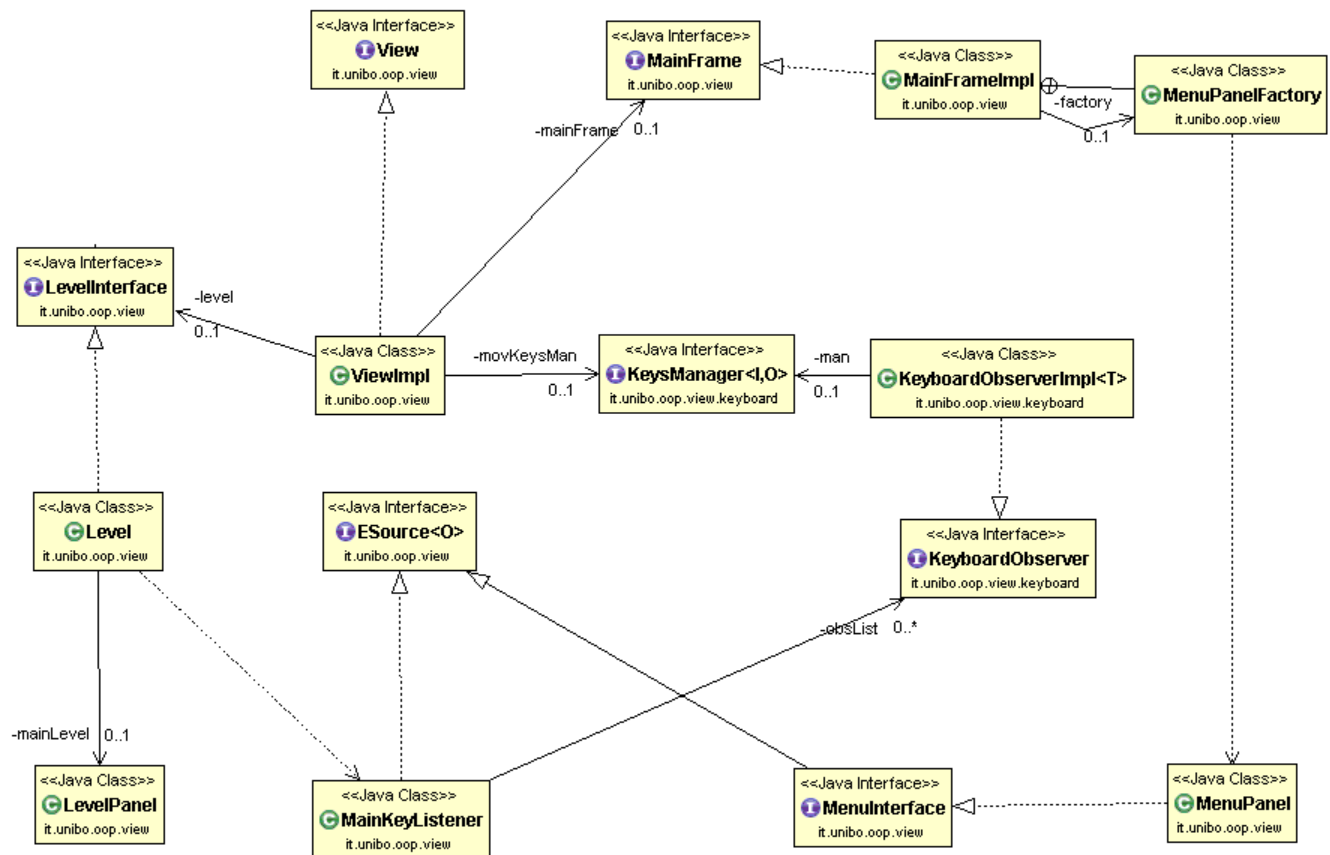 <<Java Interface>>
View
it.unibo.oop.view
<<Java Interface>>
MainFrame
it.unibo.oop.view
<<Java Class>>
MainFrameImpl
it.unibo.oop.view
<<Java Class>>
MenuPanelFactory
it.unibo.oop.view
-factory
0..1
-mainFrame
0..1
<<Java Interface>>
LevelInterface
it.unibo.oop.view
-level
0..1
<<Java Class>>
ViewImpl
it.unibo.oop.view
-movKeysMan
0..1
<<Java Interface>>
KeysManager<I,O>
it.unibo.oop.view.keyboard
-man
0..1
<<Java Class>>
KeyboardObserverImpl<T>
it.unibo.oop.view.keyboard
<<Java Class>>
Level
it.unibo.oop.view
<<Java Interface>>
ESource<O>
it.unibo.oop.view
<<Java Interface>>
KeyboardObserver
it.unibo.oop.view.keyboard
-obsList
0..*
-mainLevel
0..1
<<Java Class>>
LevelPanel
it.unibo.oop.view
<<Java Class>>
MainKeyListener
it.unibo.oop.view
<<Java Interface>>
MenuInterface
it.unibo.oop.view
<<Java Class>>
MenuPanel
it.unibo.oop.view